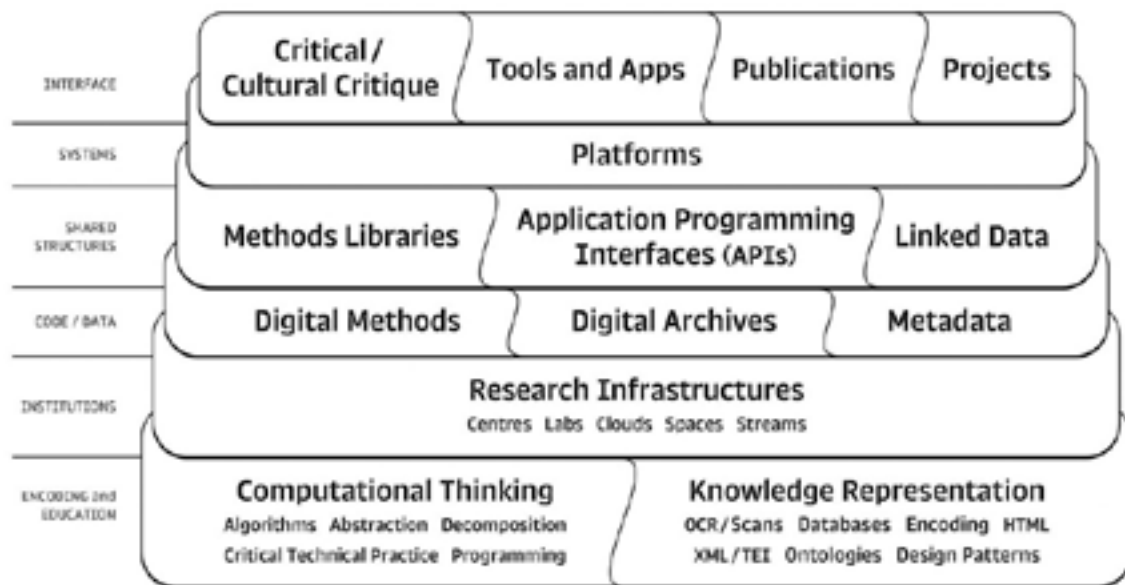 INTERFACE
Critical /
Cultural Critique
Tools and Apps
Publications
Projects
SYSTEMS
Platforms
SHARED
STRUCTURES
Methods Libraries
Application Programming
Interfaces (APIs)
Linked Data
CODE / DATA
Digital Methods
Digital Archives
Metadata
INSTITUTIONS
Research Infrastructures
Centres Labs Clouds Spaces Streams
ENCODING and
EDUCATION
Computational Thinking
Algorithms Abstraction Decomposition
Critical Technical Practice Programming
Knowledge Representation
OCR/Scans Databases Encoding HTML
XML/TEI Ontologies Design Patterns